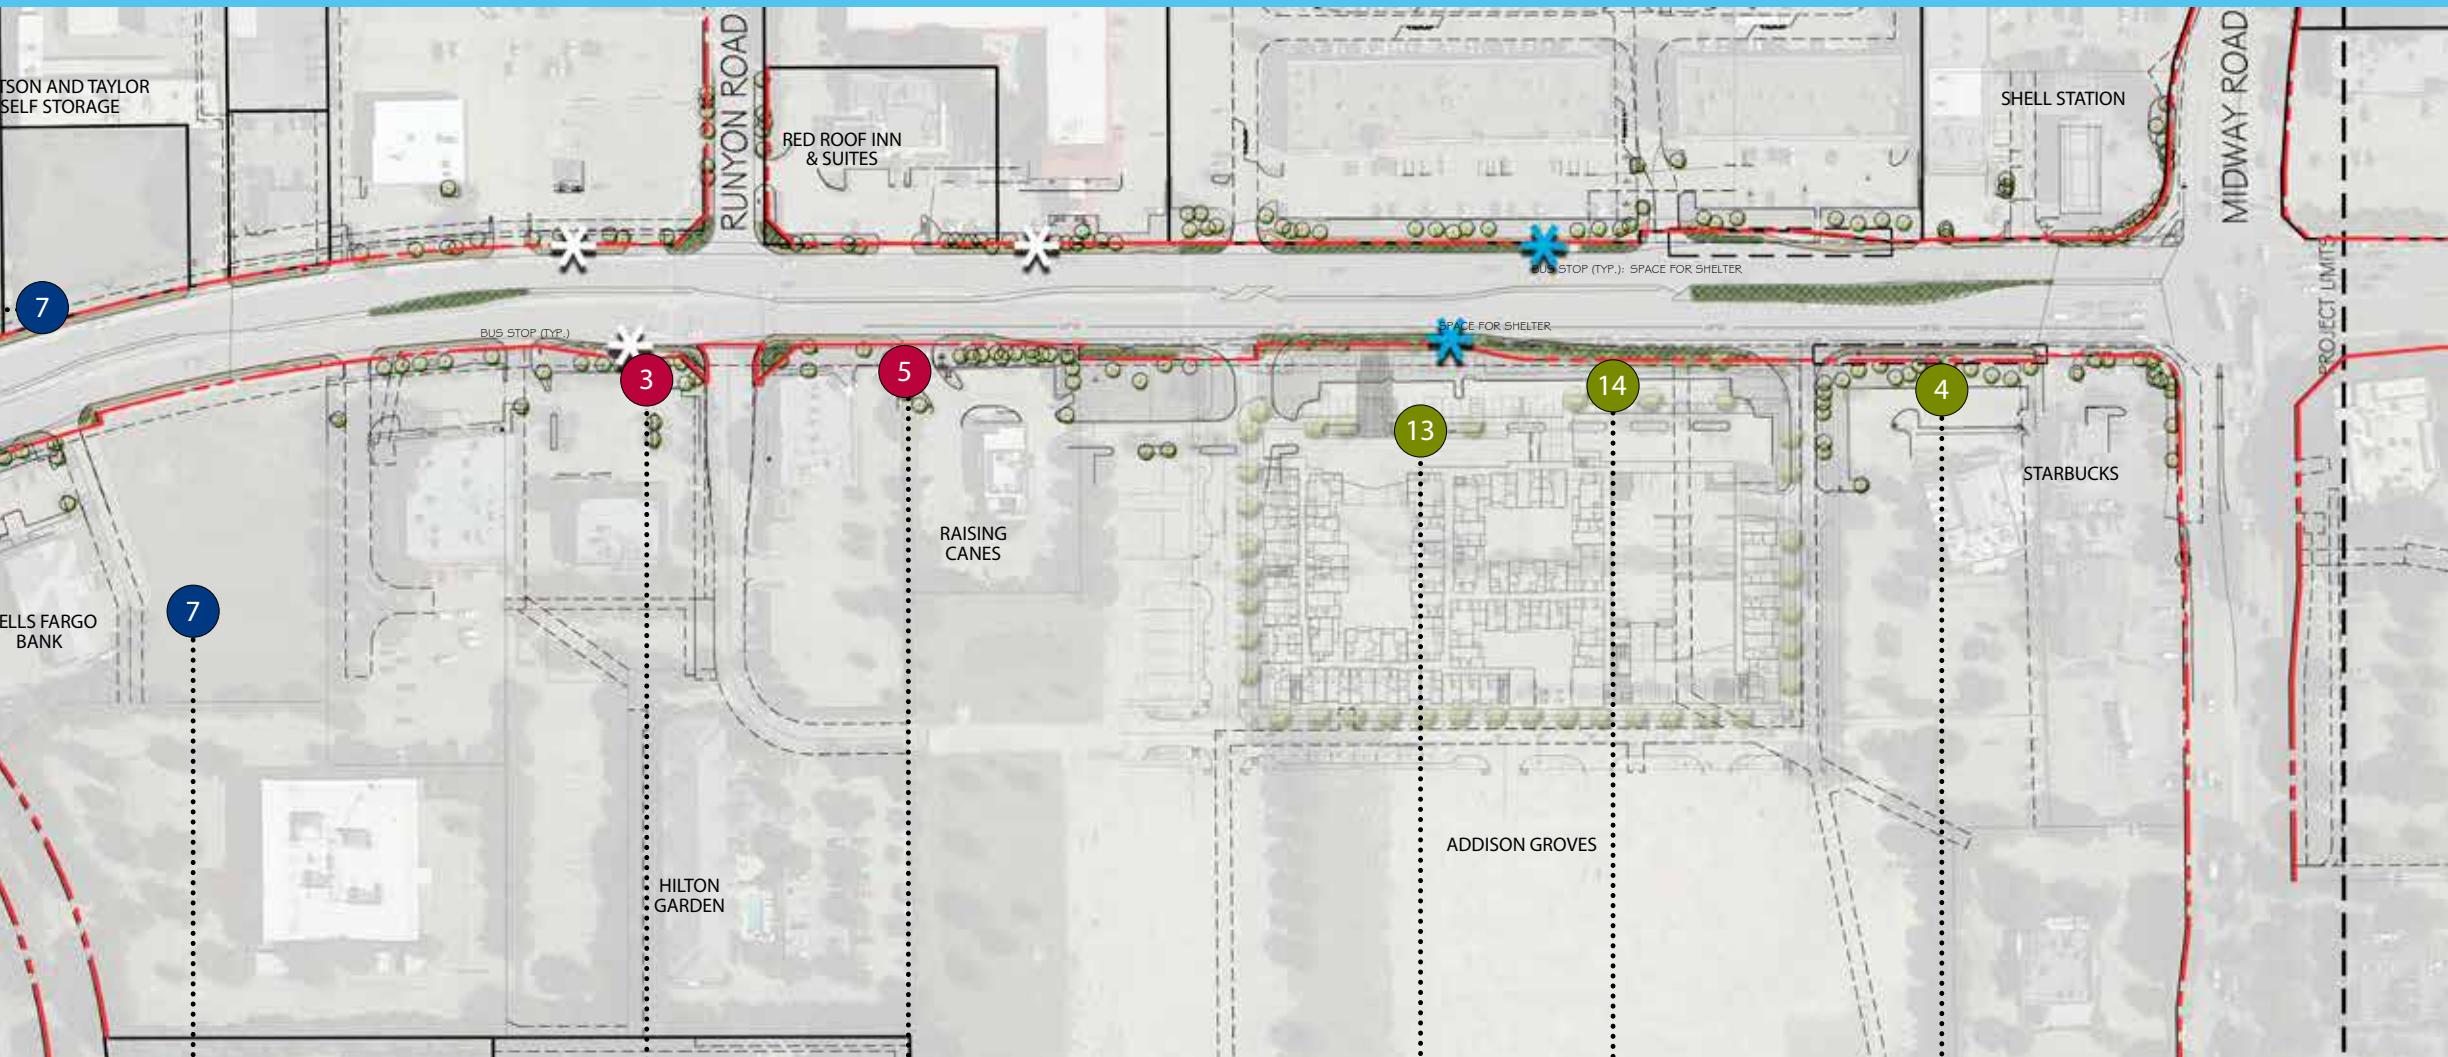 TSON AND TAYLOR
SELF STORAGE
RUNYON ROAD
RED ROOF INN
& SUITES
SHELL STATION
MIDWAY ROAD
BUS STOP (TYP.): SPACE FOR SHELTER
7
BUS STOP (TYP.)
SPACE FOR SHELTER
PROJECT LIMITS
3
5
14
4
13
STARBUCKS
RAISING
CANES
7
ELLS FARGO
BANK
ADDISON GROVES
HILTON
GARDEN